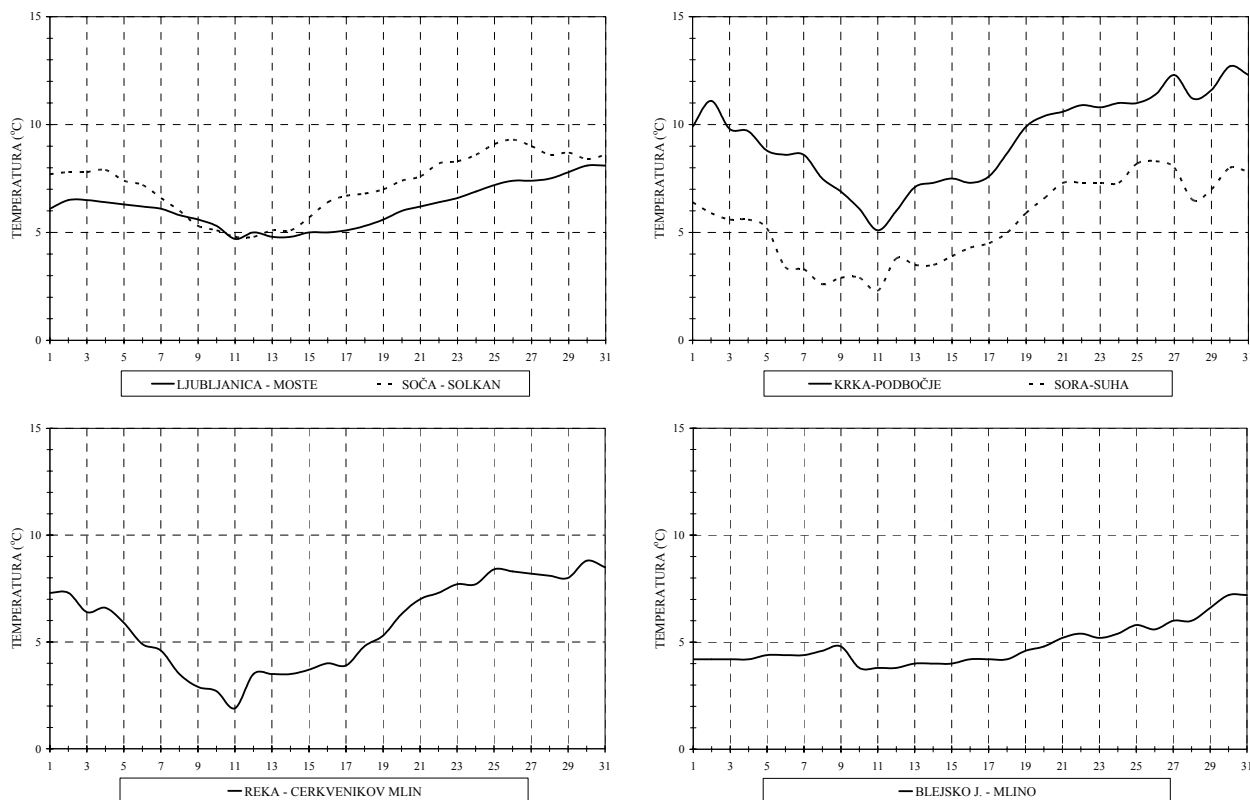 TEMPERATURA (°C)
15
10
5
0
1 3 5 7 9 11 13 15 17 19 21 23 25 27 29 31
LJUBLJANICA - MOSTE SOČA - SOLKAN
TEMPERATURA (°C)
15
10
5
0
1 3 5 7 9 11 13 15 17 19 21 23 25 27 29 31
KRKA-PODBOČJE SORA-SUHA
TEMPERATURA (°C)
15
10
5
0
1 3 5 7 9 11 13 15 17 19 21 23 25 27 29 31
REKA - CERKVENIKOV MLIN
TEMPERATURA (°C)
15
10
5
0
1 3 5 7 9 11 13 15 17 19 21 23 25 27 29 31
BLEJSKO J. - MLINO